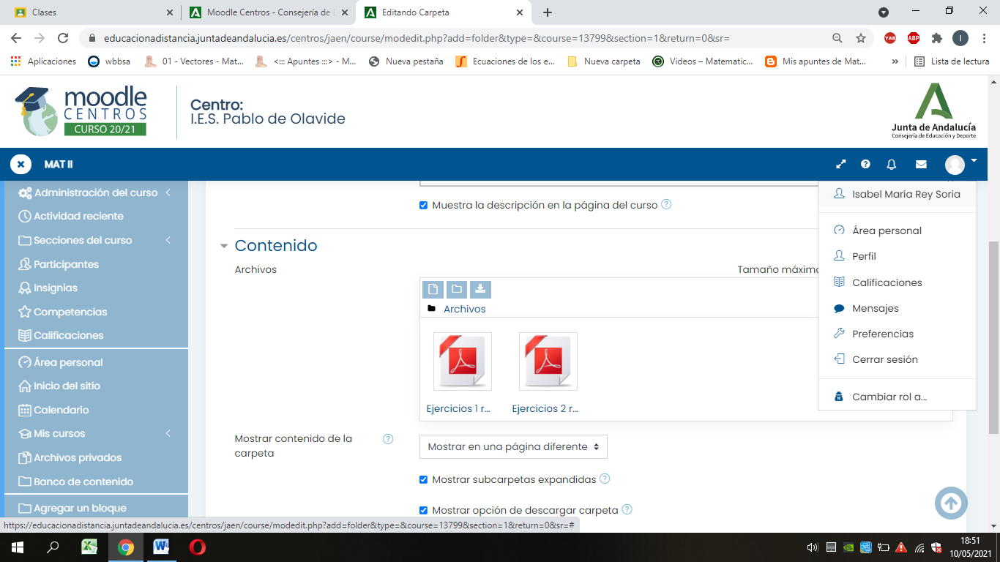 Clases
Moodle Centros - Consejería de E
Editando Carpeta
educacionadistancia.juntadeandalucia.es/centros/jaen/course/modedit.php?add=folder&type=&course=13799&section=1&return=0&sr=
YAB
ABP
I
Aplicaciones
wbbsa
01 - Vectores - Mat...
<::: Apuntes :::> - M...
Nueva pestaña
Ecuaciones de los e...
Nueva carpeta
Videos – Matematic...
Mis apuntes de Mat...
»
Lista de lectura
moodle
CENTROS
CURSO 20/21
Centro:
I.E.S. Pablo de Olavide
Junta de Andalucía
Consejería de Educación y Deporte
MAT II
Administración del curso
Actividad reciente
Secciones del curso
Participantes
Insignias
Competencias
Calificaciones
Área personal
Inicio del sitio
Calendario
Mis cursos
Archivos privados
Banco de contenido
Agregar un bloque
Muestra la descripción en la página del curso
Contenido
Archivos
Tamaño máximo
Archivos
Ejercicios 1 r...
Ejercicios 2 r...
Mostrar contenido de la
carpeta
Mostrar en una página diferente
Mostrar subcarpetas expandidas
Mostrar opción de descargar carpeta
Isabel María Rey Soria
Área personal
Perfil
Calificaciones
Mensajes
Preferencias
Cerrar sesión
Cambiar rol a...
https://educacionadistancia.juntadeandalucia.es/centros/jaen/course/modedit.php?add=folder&type=&course=13799&section=1&return=0&sr=#
18:51
10/05/2021